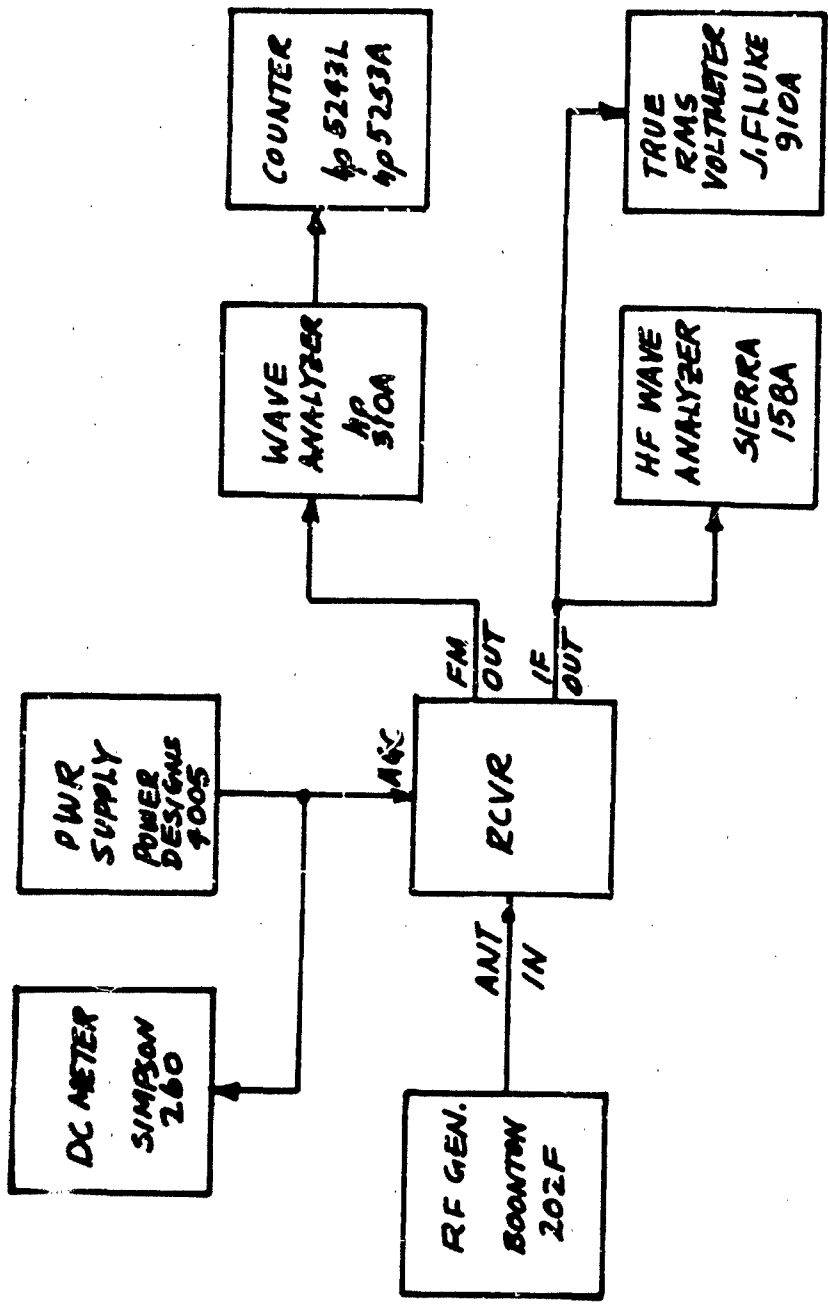 DC METER
SIMPSON
260
PWR
SUPPLY
POWER
DESIGNS
4005
WAVE
ANALYZER
hp
310A
COUNTER
hp 5243L
hp 5253A
RF GEN.
BOONTON
202F
ANT
IN
AGC
RCVR
FM
OUT
IF
OUT
HF WAVE
ANALYZER
SIERRA
158A
TRUE
RMS
VOLTMETER
J.FLUKE
910A